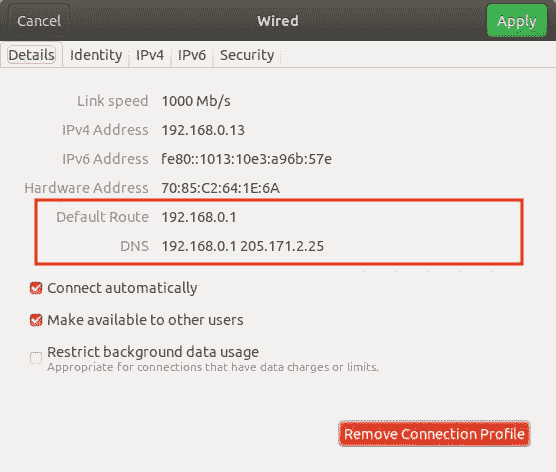 Cancel Wired Apply
Details Identity IPv4 IPv6 Security
Link speed 1000 Mb/s
IPv4 Address 192.168.0.13
IPv6 Address fe80::1013:10e3:a96b:57e
Hardware Address 70:85:C2:64:1E:6A
Default Route 192.168.0.1
DNS 192.168.0.1 205.171.2.25
Connect automatically
Make available to other users
Restrict background data usage
Appropriate for connections that have data charges or limits.
Remove Connection Profile